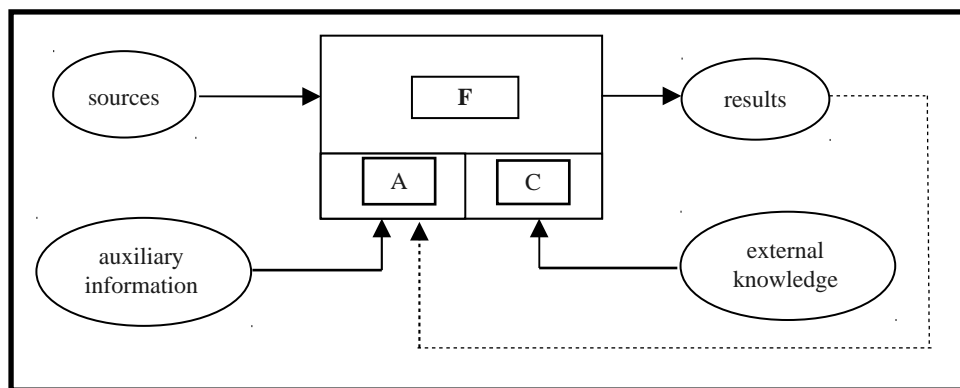 F
sources
results
A
C
auxiliary
information
external
knowledge